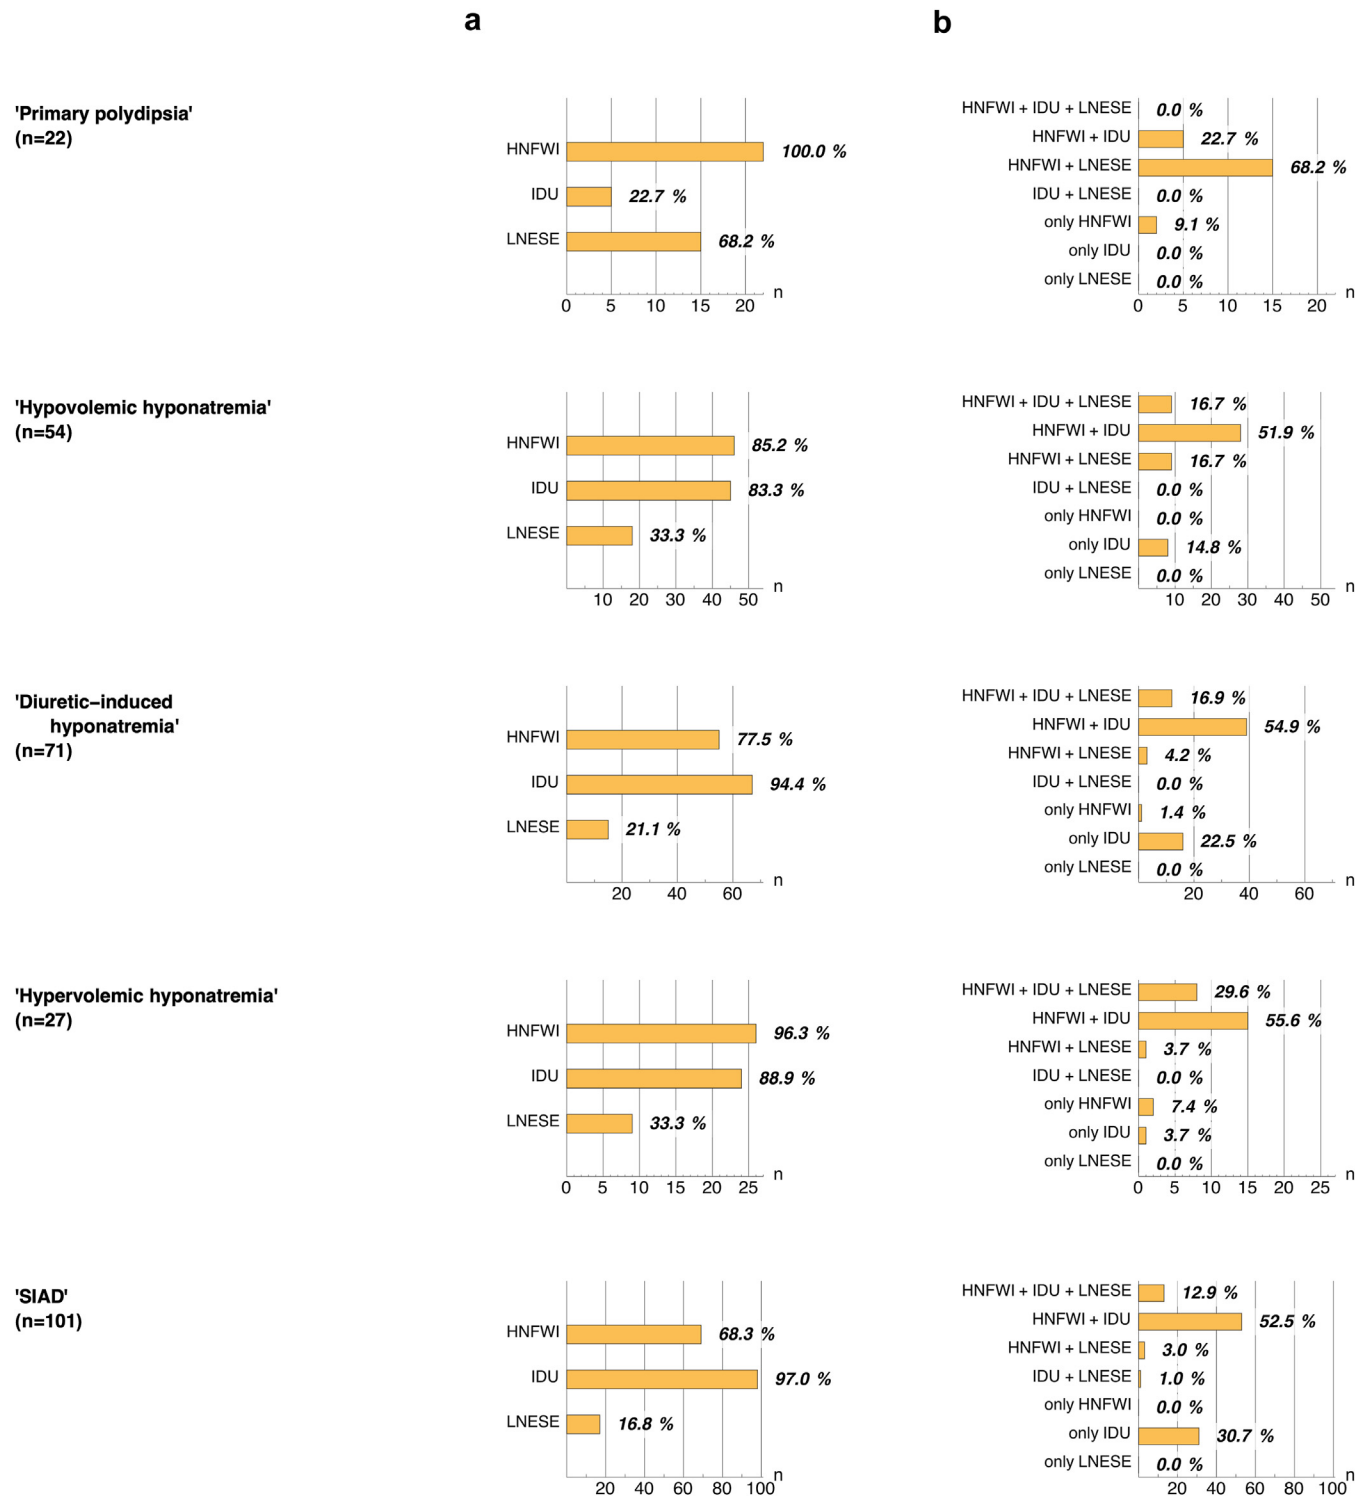 a
b
'Primary polydipsia'
(n=22)
HNFWI 100.0 %
IDU 22.7 %
LNESE 68.2 %
n
0 5 10 15 20
HNFWI + IDU + LNESE 0.0 %
HNFWI + IDU 22.7 %
HNFWI + LNESE 68.2 %
IDU + LNESE 0.0 %
only HNFWI 9.1 %
only IDU 0.0 %
only LNESE 0.0 %
n
0 5 10 15 20
'Hypovolemic hyponatremia'
(n=54)
HNFWI 85.2 %
IDU 83.3 %
LNESE 33.3 %
n
10 20 30 40 50
HNFWI + IDU + LNESE 16.7 %
HNFWI + IDU 51.9 %
HNFWI + LNESE 16.7 %
IDU + LNESE 0.0 %
only HNFWI 0.0 %
only IDU 14.8 %
only LNESE 0.0 %
n
10 20 30 40 50
'Diuretic–induced
hyponatremia'
(n=71)
HNFWI 77.5 %
IDU 94.4 %
LNESE 21.1 %
n
20 40 60
HNFWI + IDU + LNESE 16.9 %
HNFWI + IDU 54.9 %
HNFWI + LNESE 4.2 %
IDU + LNESE 0.0 %
only HNFWI 1.4 %
only IDU 22.5 %
only LNESE 0.0 %
n
20 40 60
'Hypervolemic hyponatremia'
(n=27)
HNFWI 96.3 %
IDU 88.9 %
LNESE 33.3 %
n
0 5 10 15 20 25
HNFWI + IDU + LNESE 29.6 %
HNFWI + IDU 55.6 %
HNFWI + LNESE 3.7 %
IDU + LNESE 0.0 %
only HNFWI 7.4 %
only IDU 3.7 %
only LNESE 0.0 %
n
0 5 10 15 20 25
'SIAD'
(n=101)
HNFWI 68.3 %
IDU 97.0 %
LNESE 16.8 %
n
20 40 60 80 100
HNFWI + IDU + LNESE 12.9 %
HNFWI + IDU 52.5 %
HNFWI + LNESE 3.0 %
IDU + LNESE 1.0 %
only HNFWI 0.0 %
only IDU 30.7 %
only LNESE 0.0 %
n
20 40 60 80 100